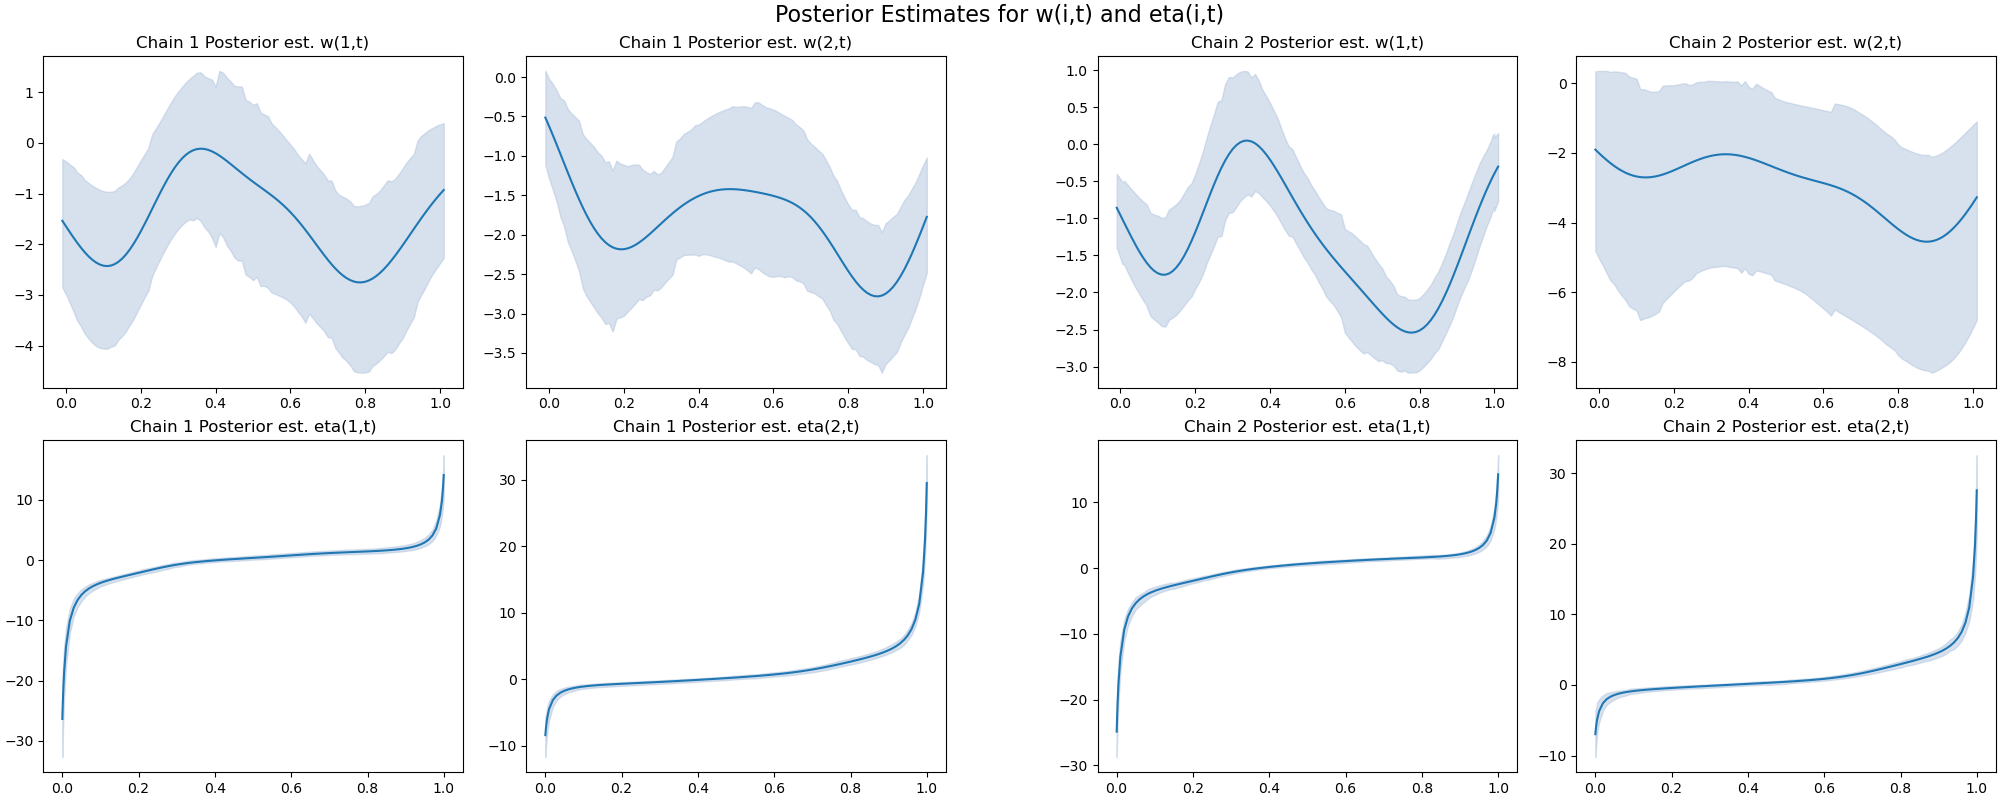 Posterior Estimates for w(i,t) and eta(i,t)
Chain 1 Posterior est. w(1,t)
1
0
−1
−2
−3
−4
0.0 0.2 0.4 0.6 0.8 1.0
Chain 1 Posterior est. w(2,t)
0.0
−0.5
−1.0
−1.5
−2.0
−2.5
−3.0
−3.5
0.0 0.2 0.4 0.6 0.8 1.0
Chain 2 Posterior est. w(1,t)
1.0
0.5
0.0
−0.5
−1.0
−1.5
−2.0
−2.5
−3.0
0.0 0.2 0.4 0.6 0.8 1.0
Chain 2 Posterior est. w(2,t)
0
−2
−4
−6
−8
0.0 0.2 0.4 0.6 0.8 1.0
Chain 1 Posterior est. eta(1,t)
10
0
−10
−20
−30
0.0 0.2 0.4 0.6 0.8 1.0
Chain 1 Posterior est. eta(2,t)
30
20
10
0
−10
0.0 0.2 0.4 0.6 0.8 1.0
Chain 2 Posterior est. eta(1,t)
10
0
−10
−20
−30
0.0 0.2 0.4 0.6 0.8 1.0
Chain 2 Posterior est. eta(2,t)
30
20
10
0
−10
0.0 0.2 0.4 0.6 0.8 1.0